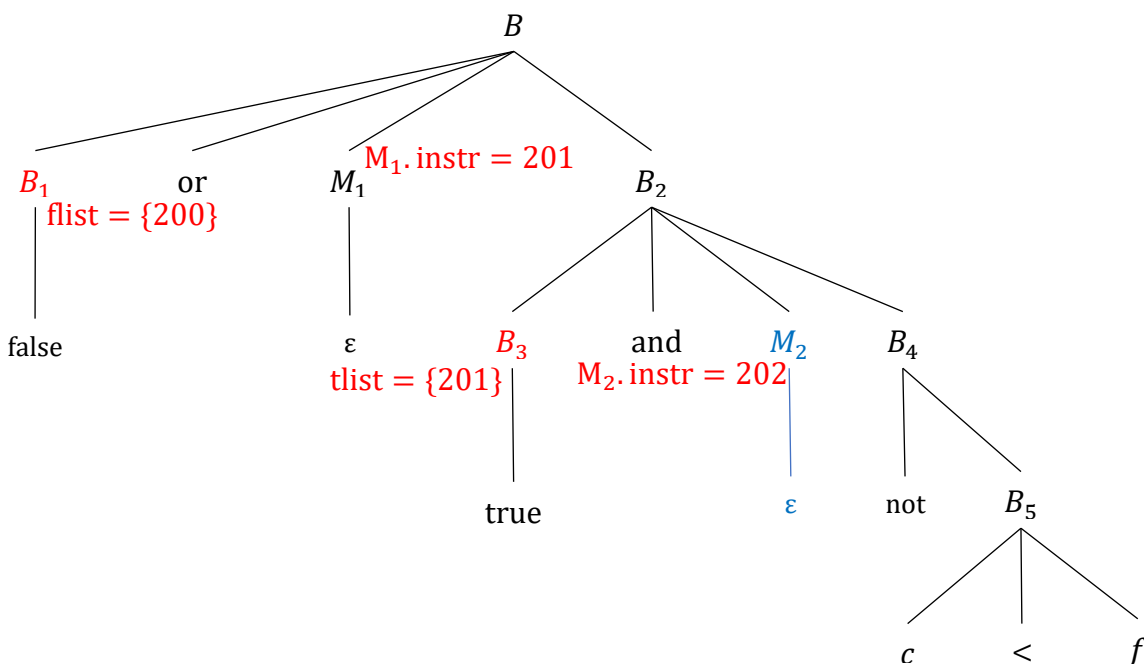 B
B₁ or M₁ M₁. instr = 201 B₂
flist = {200}
false ε B₃ and M₂ B₄
tlist = {201} M₂. instr = 202
true ε not B₅
c < f